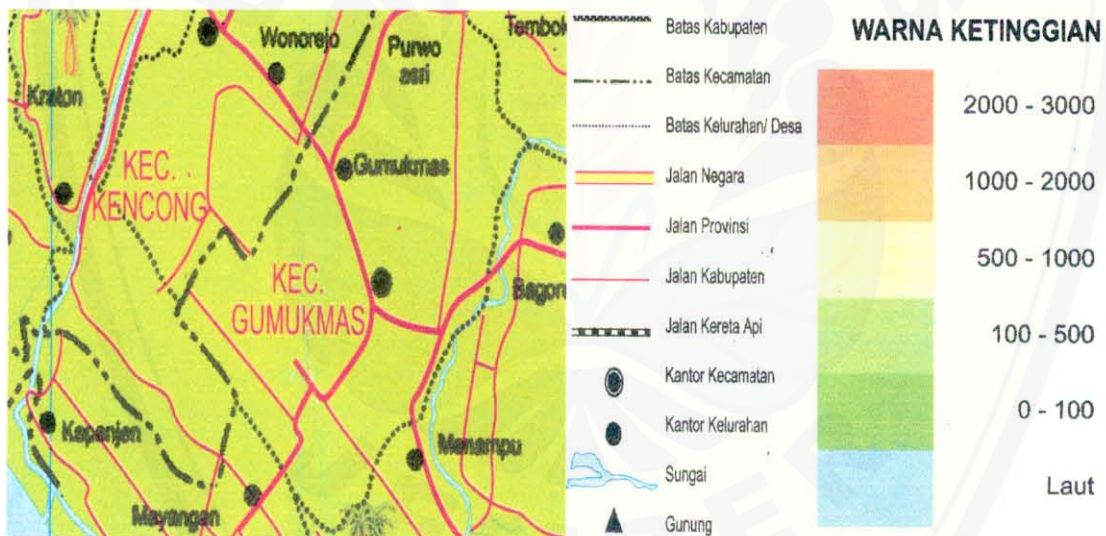 Wonorejo
Purwo
asri
Tembok
Kraton
KEC.
KENCONG
Gumukmas
KEC.
GUMUKMAS
Bagore
Kepanjen
Menampu
Mayangan
Batas Kabupaten
Batas Kecamatan
Batas Kelurahan/ Desa
Jalan Negara
Jalan Provinsi
Jalan Kabupaten
Jalan Kereta Api
Kantor Kecamatan
Kantor Kelurahan
Sungai
Gunung
WARNA KETINGGIAN
2000 - 3000
1000 - 2000
500 - 1000
100 - 500
0 - 100
Laut